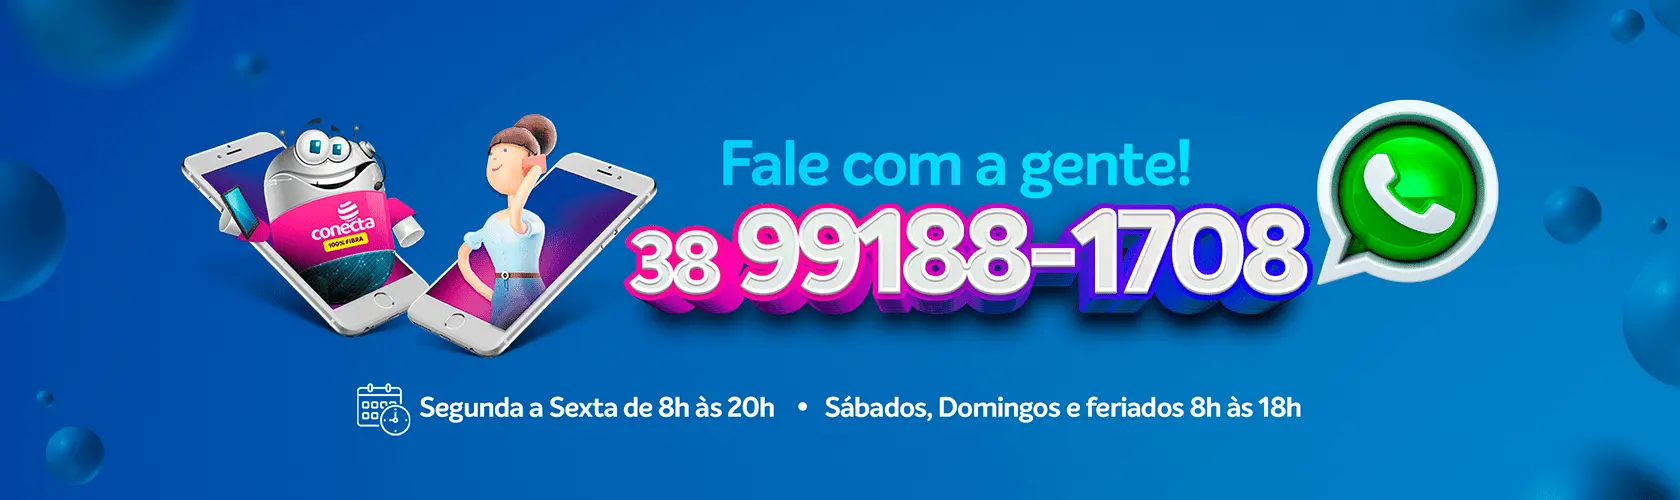 Fale com a gente!
38 99188-1708
conecta
100% FIBRA
Segunda a Sexta de 8h às 20h • Sábados, Domingos e feriados 8h às 18h